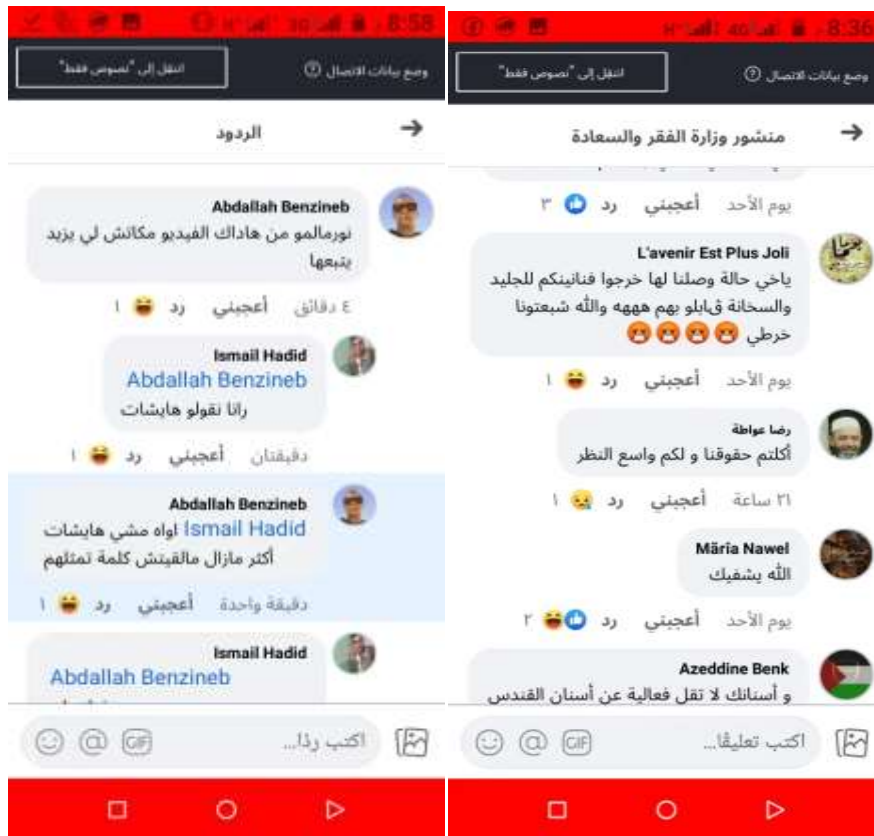 8:58
وضع بيانات الاتصال
انتقل إلى "نصوص فقط"
الردود
Abdallah Benzineb
نورمالمو من هاداك الفيديو مكانش لي يزيد
يتبعها
٤ دقائق أعجبني رد ١
Ismail Hadid
Abdallah Benzineb
رانا نقولو هايشات
دقيقتان أعجبني رد ١
Abdallah Benzineb
Ismail Hadid اواه مشي هايشات
أكثر مازال مالقيتش كلمة تمثلهم
دقيقة واحدة أعجبني رد ١
Ismail Hadid
Abdallah Benzineb
اكتب ردًا...
GIF
8:36
وضع بيانات الاتصال
انتقل إلى "نصوص فقط"
منشور وزارة الفقر والسعادة
يوم الأحد أعجبني رد ٣
L'avenir Est Plus Joli
ياخي حالة وصلنا لها خرجوا فنانينكم للجليد
والسخانة ڨابلو بهم هههه والله شبعتونا
خرطي
يوم الأحد أعجبني رد ١
رضا عواطة
أكلتم حقوقنا و لكم واسع النظر
٢١ ساعة أعجبني رد ١
Märïa Nawel
الله يشفيك
يوم الأحد أعجبني رد ٢
Azeddine Benk
و أسنانك لا تقل فعالية عن أسنان القندس
اكتب تعليقًا...
GIF